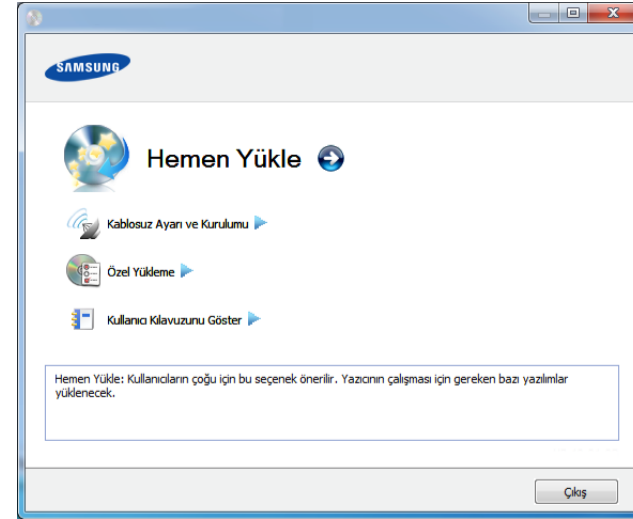 SAMSUNG
Hemen Yükle
Kablosuz Ayarı ve Kurulumu
Özel Yükleme
Kullanıcı Kılavuzunu Göster
Hemen Yükle: Kullanıcıların çoğu için bu seçenek önerilir. Yazıcının çalışması için gereken bazı yazılımlar
yüklenecek.
Çıkış